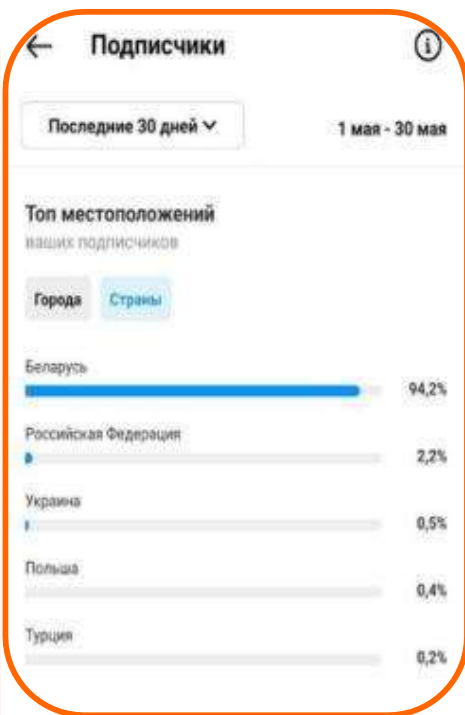 Подписчики
Последние 30 дней
1 мая - 30 мая
Топ местоположений
ваших подписчиков
Города Страны
Беларусь
94,2%
Российская Федерация
2,2%
Украина
0,5%
Польша
0,4%
Турция
0,2%